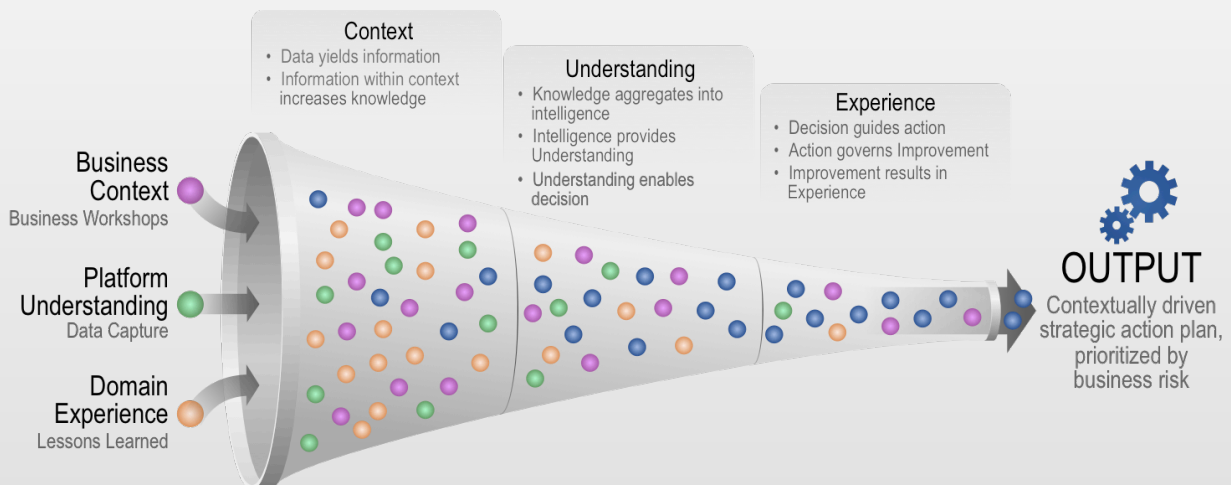 Context
• Data yields information
• Information within context
increases knowledge
Understanding
• Knowledge aggregates into
intelligence
• Intelligence provides
Understanding
• Understanding enables
decision
Experience
• Decision guides action
• Action governs Improvement
• Improvement results in
Experience
Business
Context
Business Workshops
Platform
Understanding
Data Capture
Domain
Experience
Lessons Learned
OUTPUT
Contextually driven
strategic action plan,
prioritized by
business risk